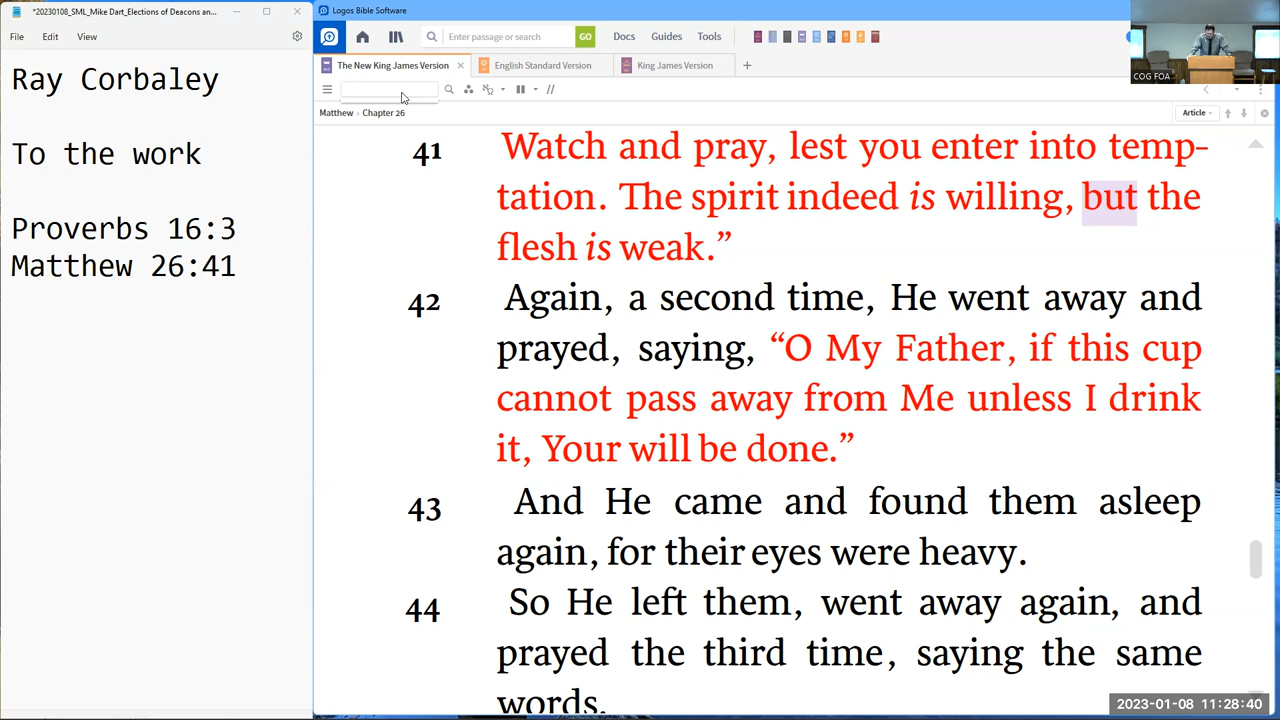 *20230108_SML_Mike Dart_Elections of Deacons an...
File Edit View
Ray Corbaley
To the work
Proverbs 16:3
Matthew 26:41
Logos Bible Software
Enter passage or search GO Docs Guides Tools
The New King James Version English Standard Version King James Version
Matthew › Chapter 26 Article
41 Watch and pray, lest you enter into temp-
tation. The spirit indeed is willing, but the
flesh is weak.”
42 Again, a second time, He went away and
prayed, saying, “O My Father, if this cup
cannot pass away from Me unless I drink
it, Your will be done.”
43 And He came and found them asleep
again, for their eyes were heavy.
44 So He left them, went away again, and
prayed the third time, saying the same
words.
COG FOA
2023-01-08 11:28:40